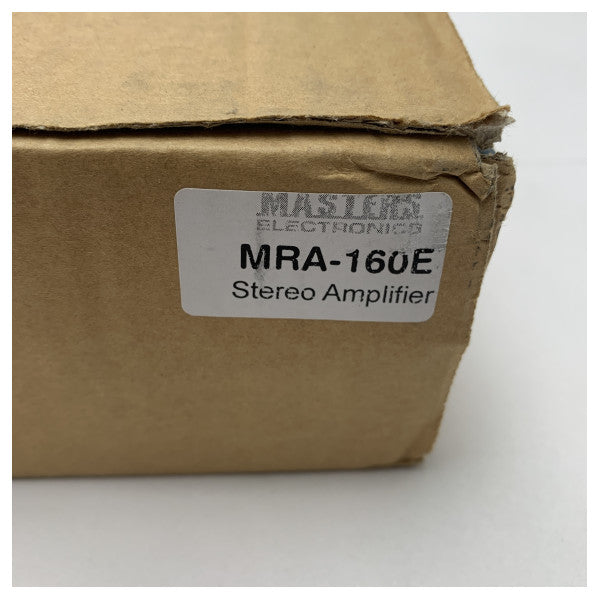 MASTERS
ELECTRONICS
MRA-160E
Stereo Amplifier